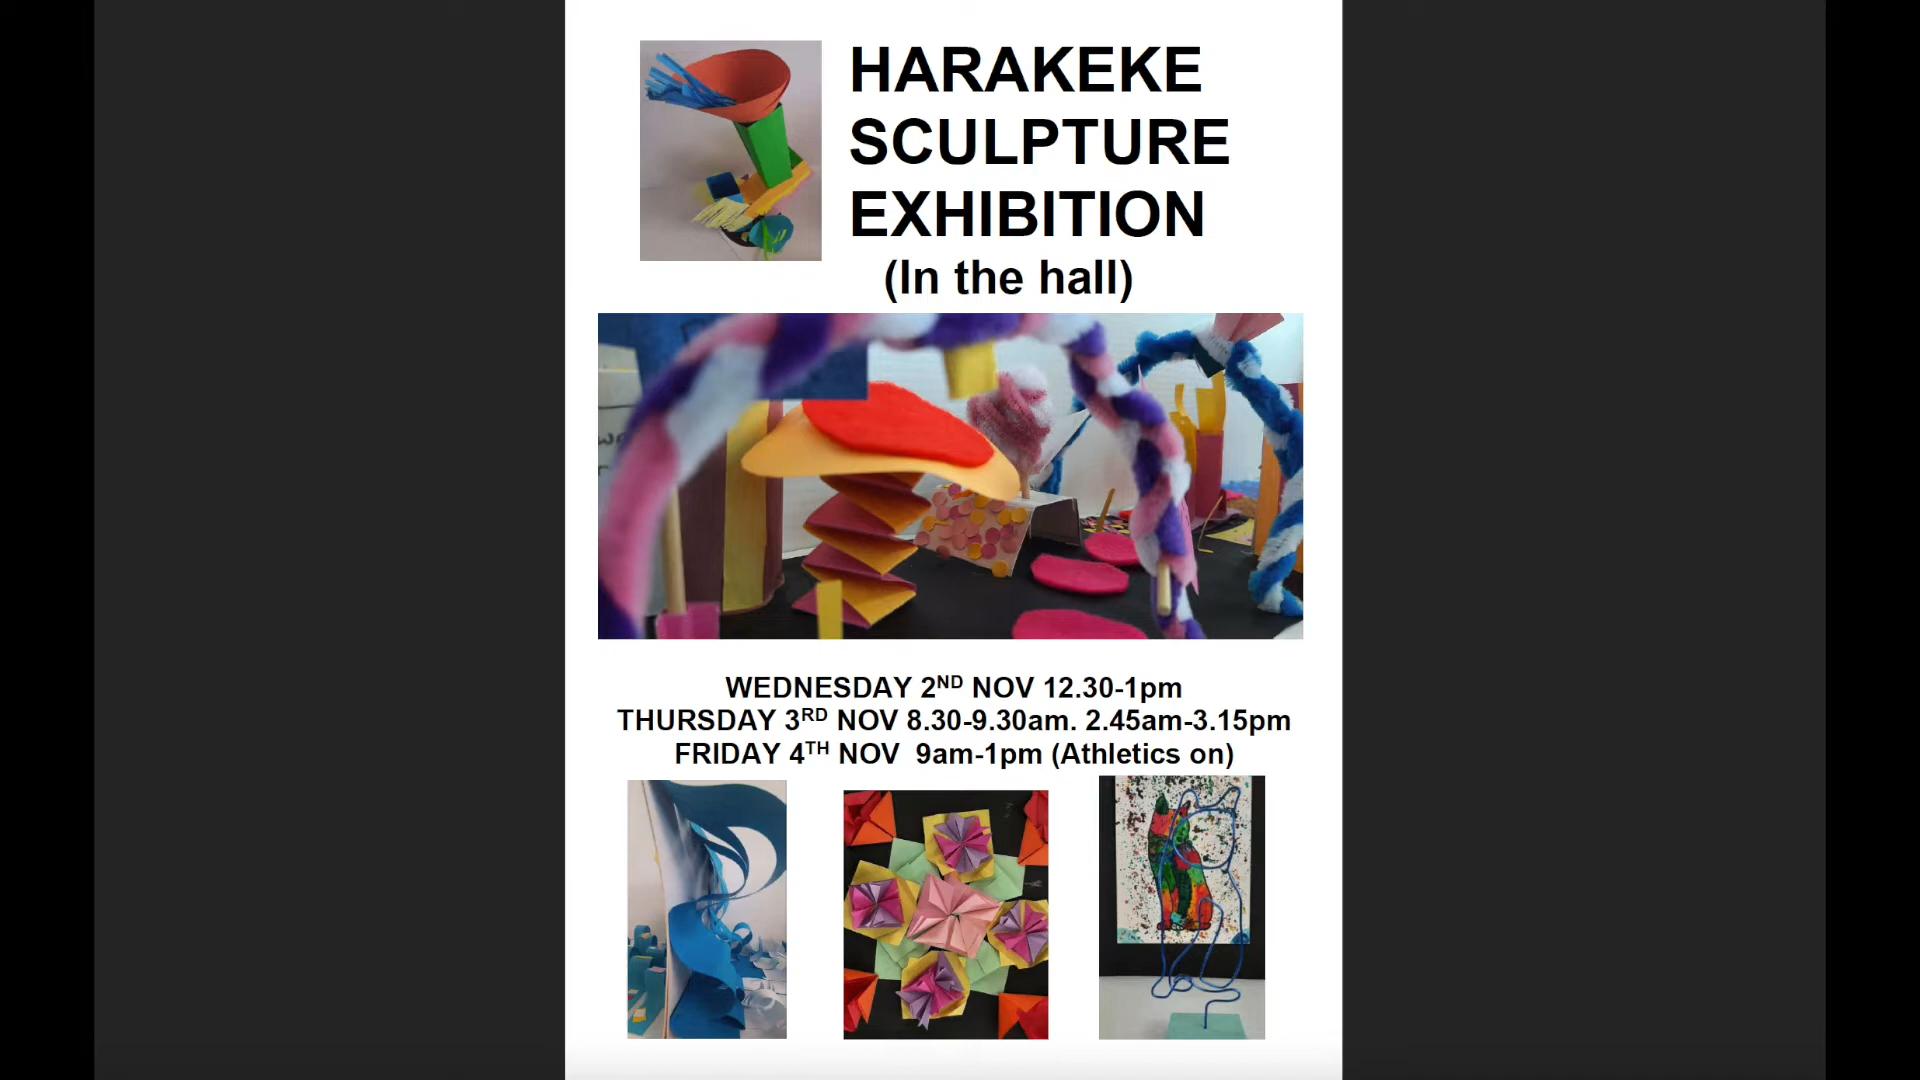 HARAKEKE
SCULPTURE
EXHIBITION
(In the hall)
WEDNESDAY 2ND NOV 12.30-1pm
THURSDAY 3RD NOV 8.30-9.30am. 2.45am-3.15pm
FRIDAY 4TH NOV 9am-1pm (Athletics on)